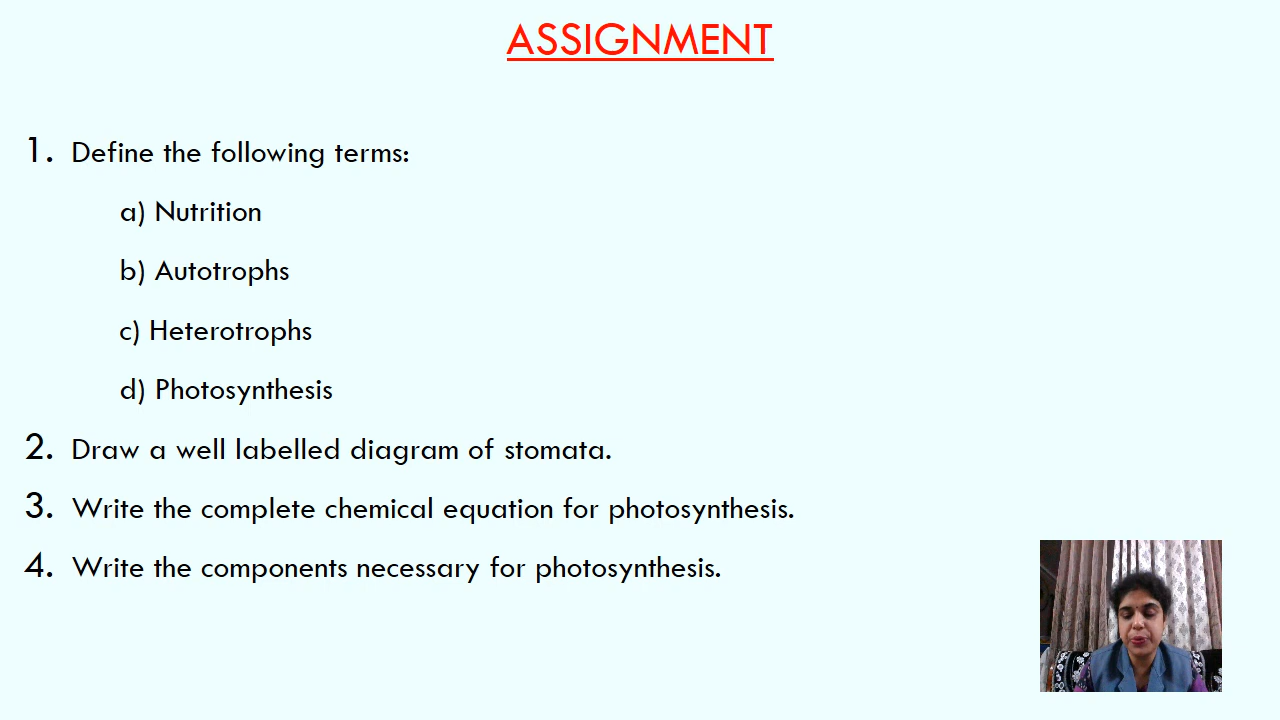 ASSIGNMENT
1. Define the following terms:
a) Nutrition
b) Autotrophs
c) Heterotrophs
d) Photosynthesis
2. Draw a well labelled diagram of stomata.
3. Write the complete chemical equation for photosynthesis.
4. Write the components necessary for photosynthesis.